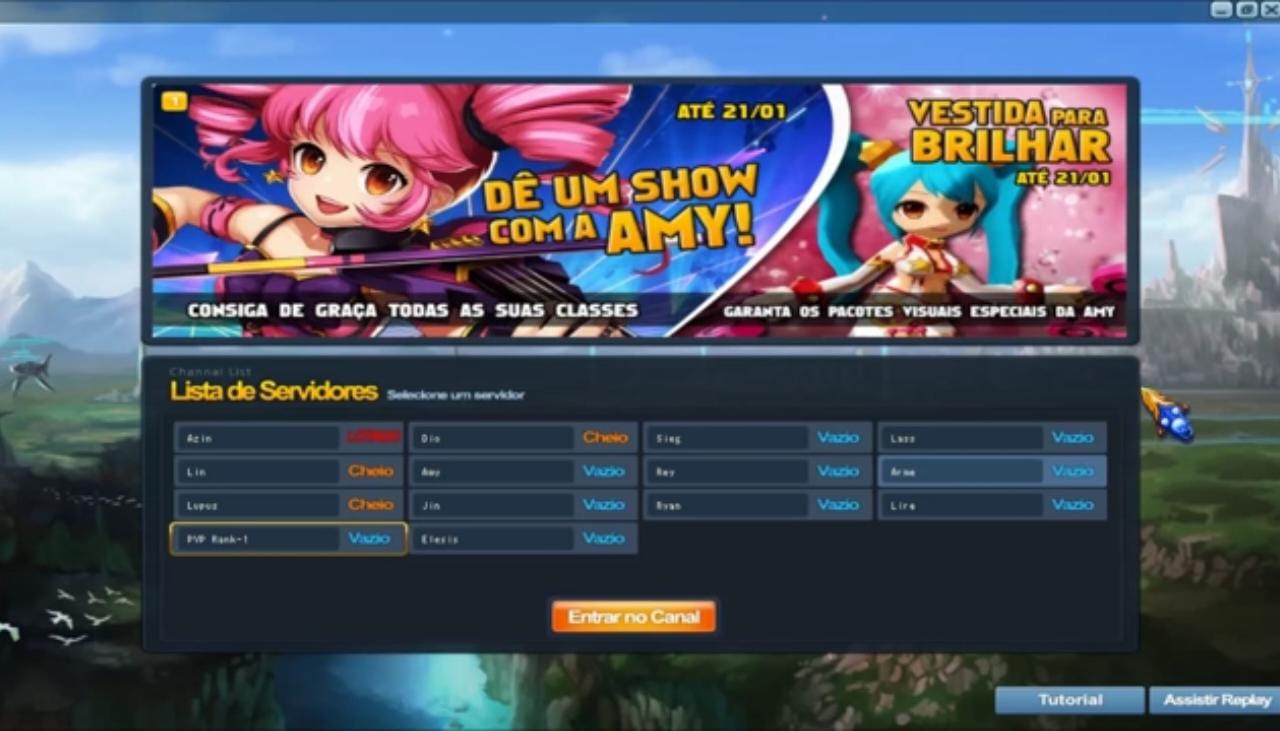 1
ATÉ 21/01
DÊ UM SHOW
COM A AMY!
CONSIGA DE GRAÇA TODAS AS SUAS CLASSES
VESTIDA PARA
BRILHAR
ATÉ 21/01
GARANTA OS PACOTES VISUAIS ESPECIAIS DA AMY
Channel List
Lista de Servidores Selecione um servidor
Azin LOTADO Dio Cheio Sieg Vazio Lass Vazio
Lin Cheio Amy Vazio Rey Vazio Arme Vazio
Lupus Cheio Jin Vazio Ryan Vazio Lire Vazio
PVP Rank-1 Vazio Elesis Vazio
Entrar no Canal
Tutorial Assistir Replay